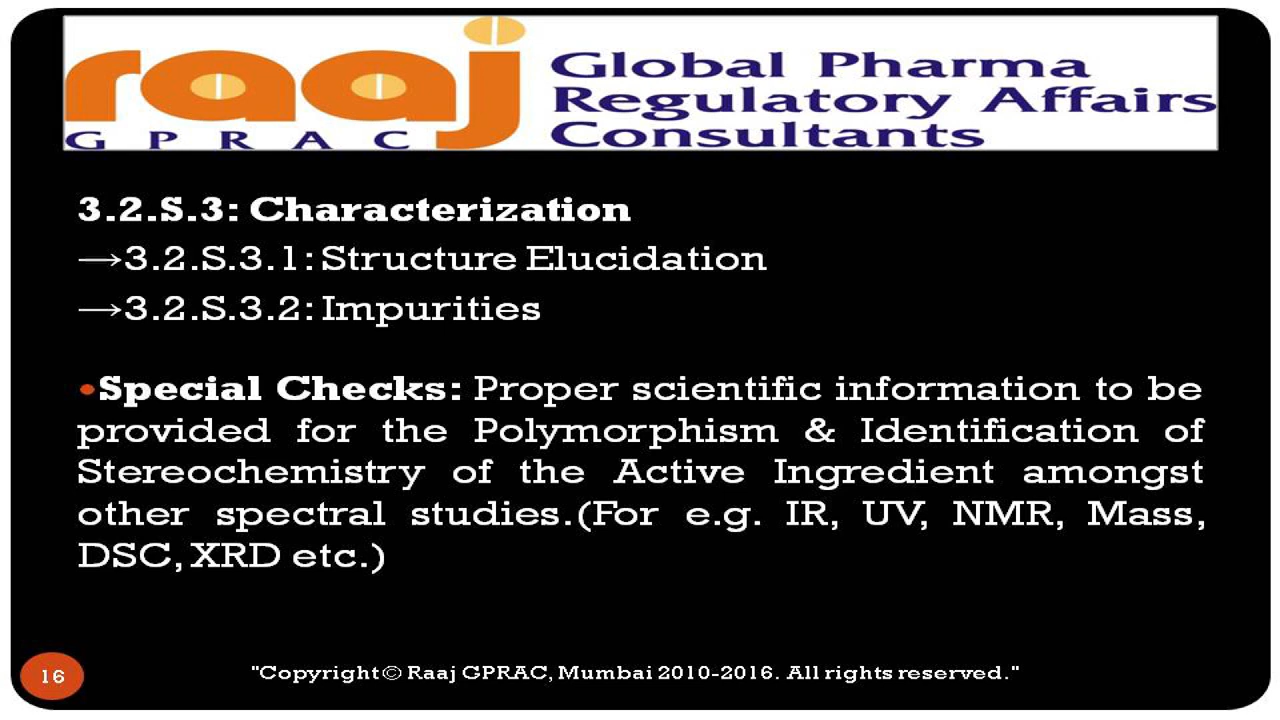 raaj
GPRAC
Global Pharma
Regulatory Affairs
Consultants
3.2.S.3: Characterization
→3.2.S.3.1: Structure Elucidation
→3.2.S.3.2: Impurities
•Special Checks: Proper scientific information to be
provided for the Polymorphism & Identification of
Stereochemistry of the Active Ingredient amongst
other spectral studies.(For e.g. IR, UV, NMR, Mass,
DSC, XRD etc.)
16
"Copyright© Raaj GPRAC, Mumbai 2010-2016. All rights reserved."